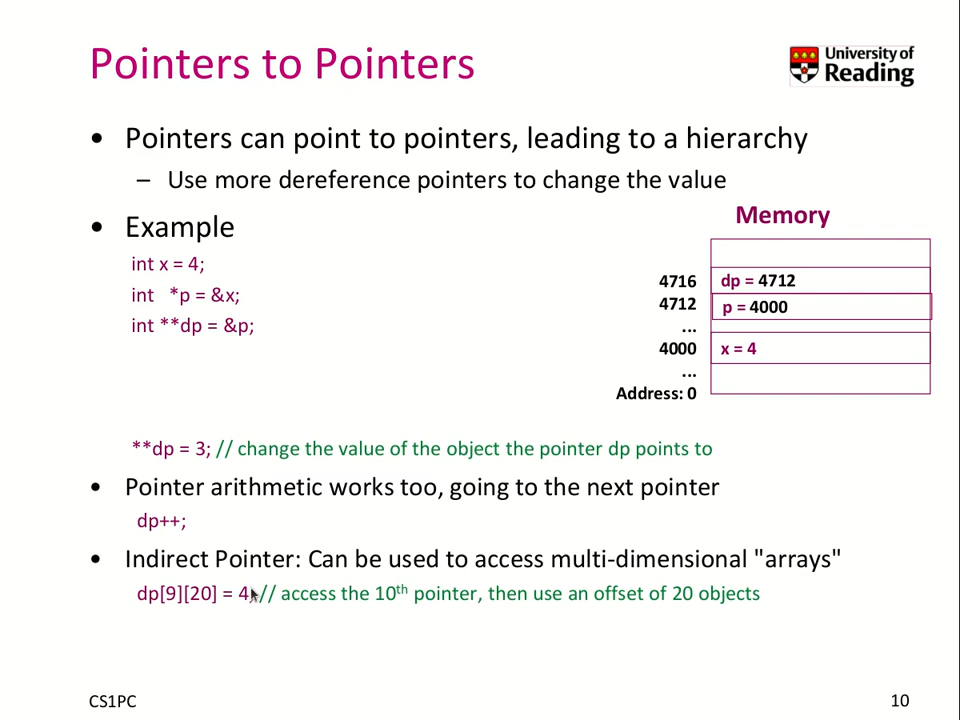 Pointers to Pointers
University of
Reading
• Pointers can point to pointers, leading to a hierarchy
– Use more dereference pointers to change the value
Memory
• Example
int x = 4;
int *p = &x;
int **dp = &p;
4716 dp = 4712
4712 p = 4000
...
4000 x = 4
...
Address: 0
**dp = 3; // change the value of the object the pointer dp points to
• Pointer arithmetic works too, going to the next pointer
dp++;
• Indirect Pointer: Can be used to access multi-dimensional "arrays"
dp[9][20] = 4; // access the 10th pointer, then use an offset of 20 objects
CS1PC
10